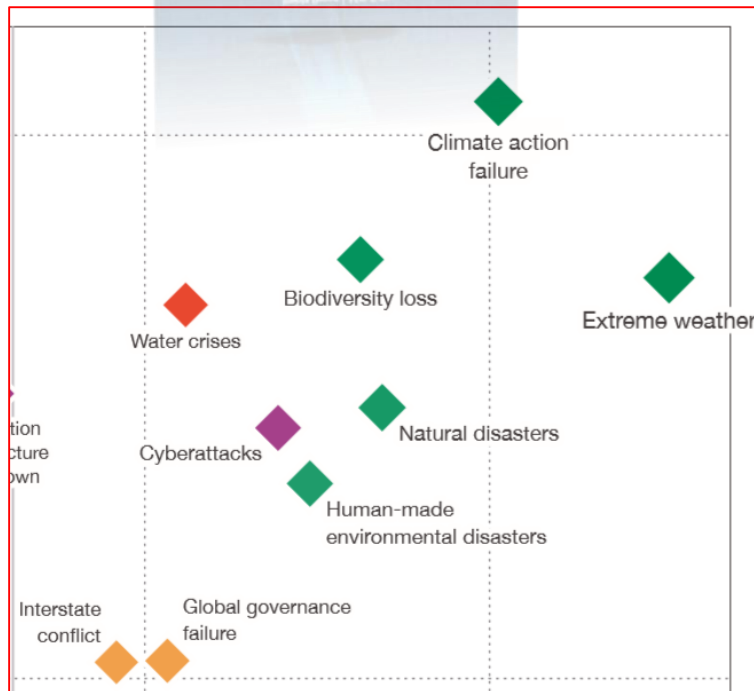 Climate action
failure
Biodiversity loss
Extreme weather
Water crises
Natural disasters
Cyberattacks
Human-made
environmental disasters
Interstate
conflict
Global governance
failure